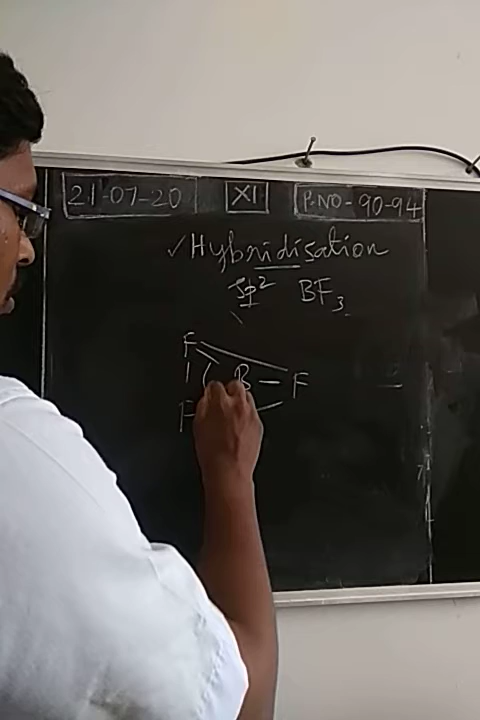 21-07-20 XI P.NO-90-94
✓Hybridisation
sp² BF₃
F
B-F
F